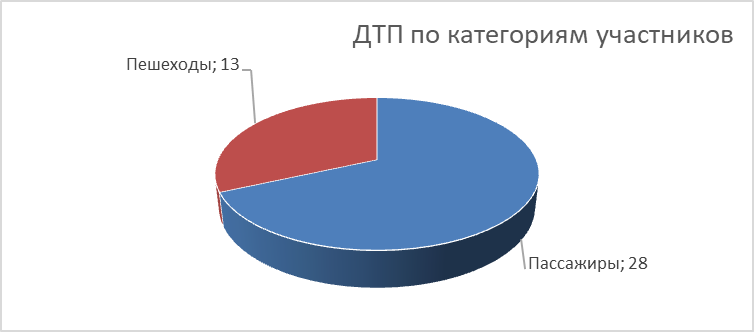 ДТП по категориям участников
Пешеходы; 13
Пассажиры; 28